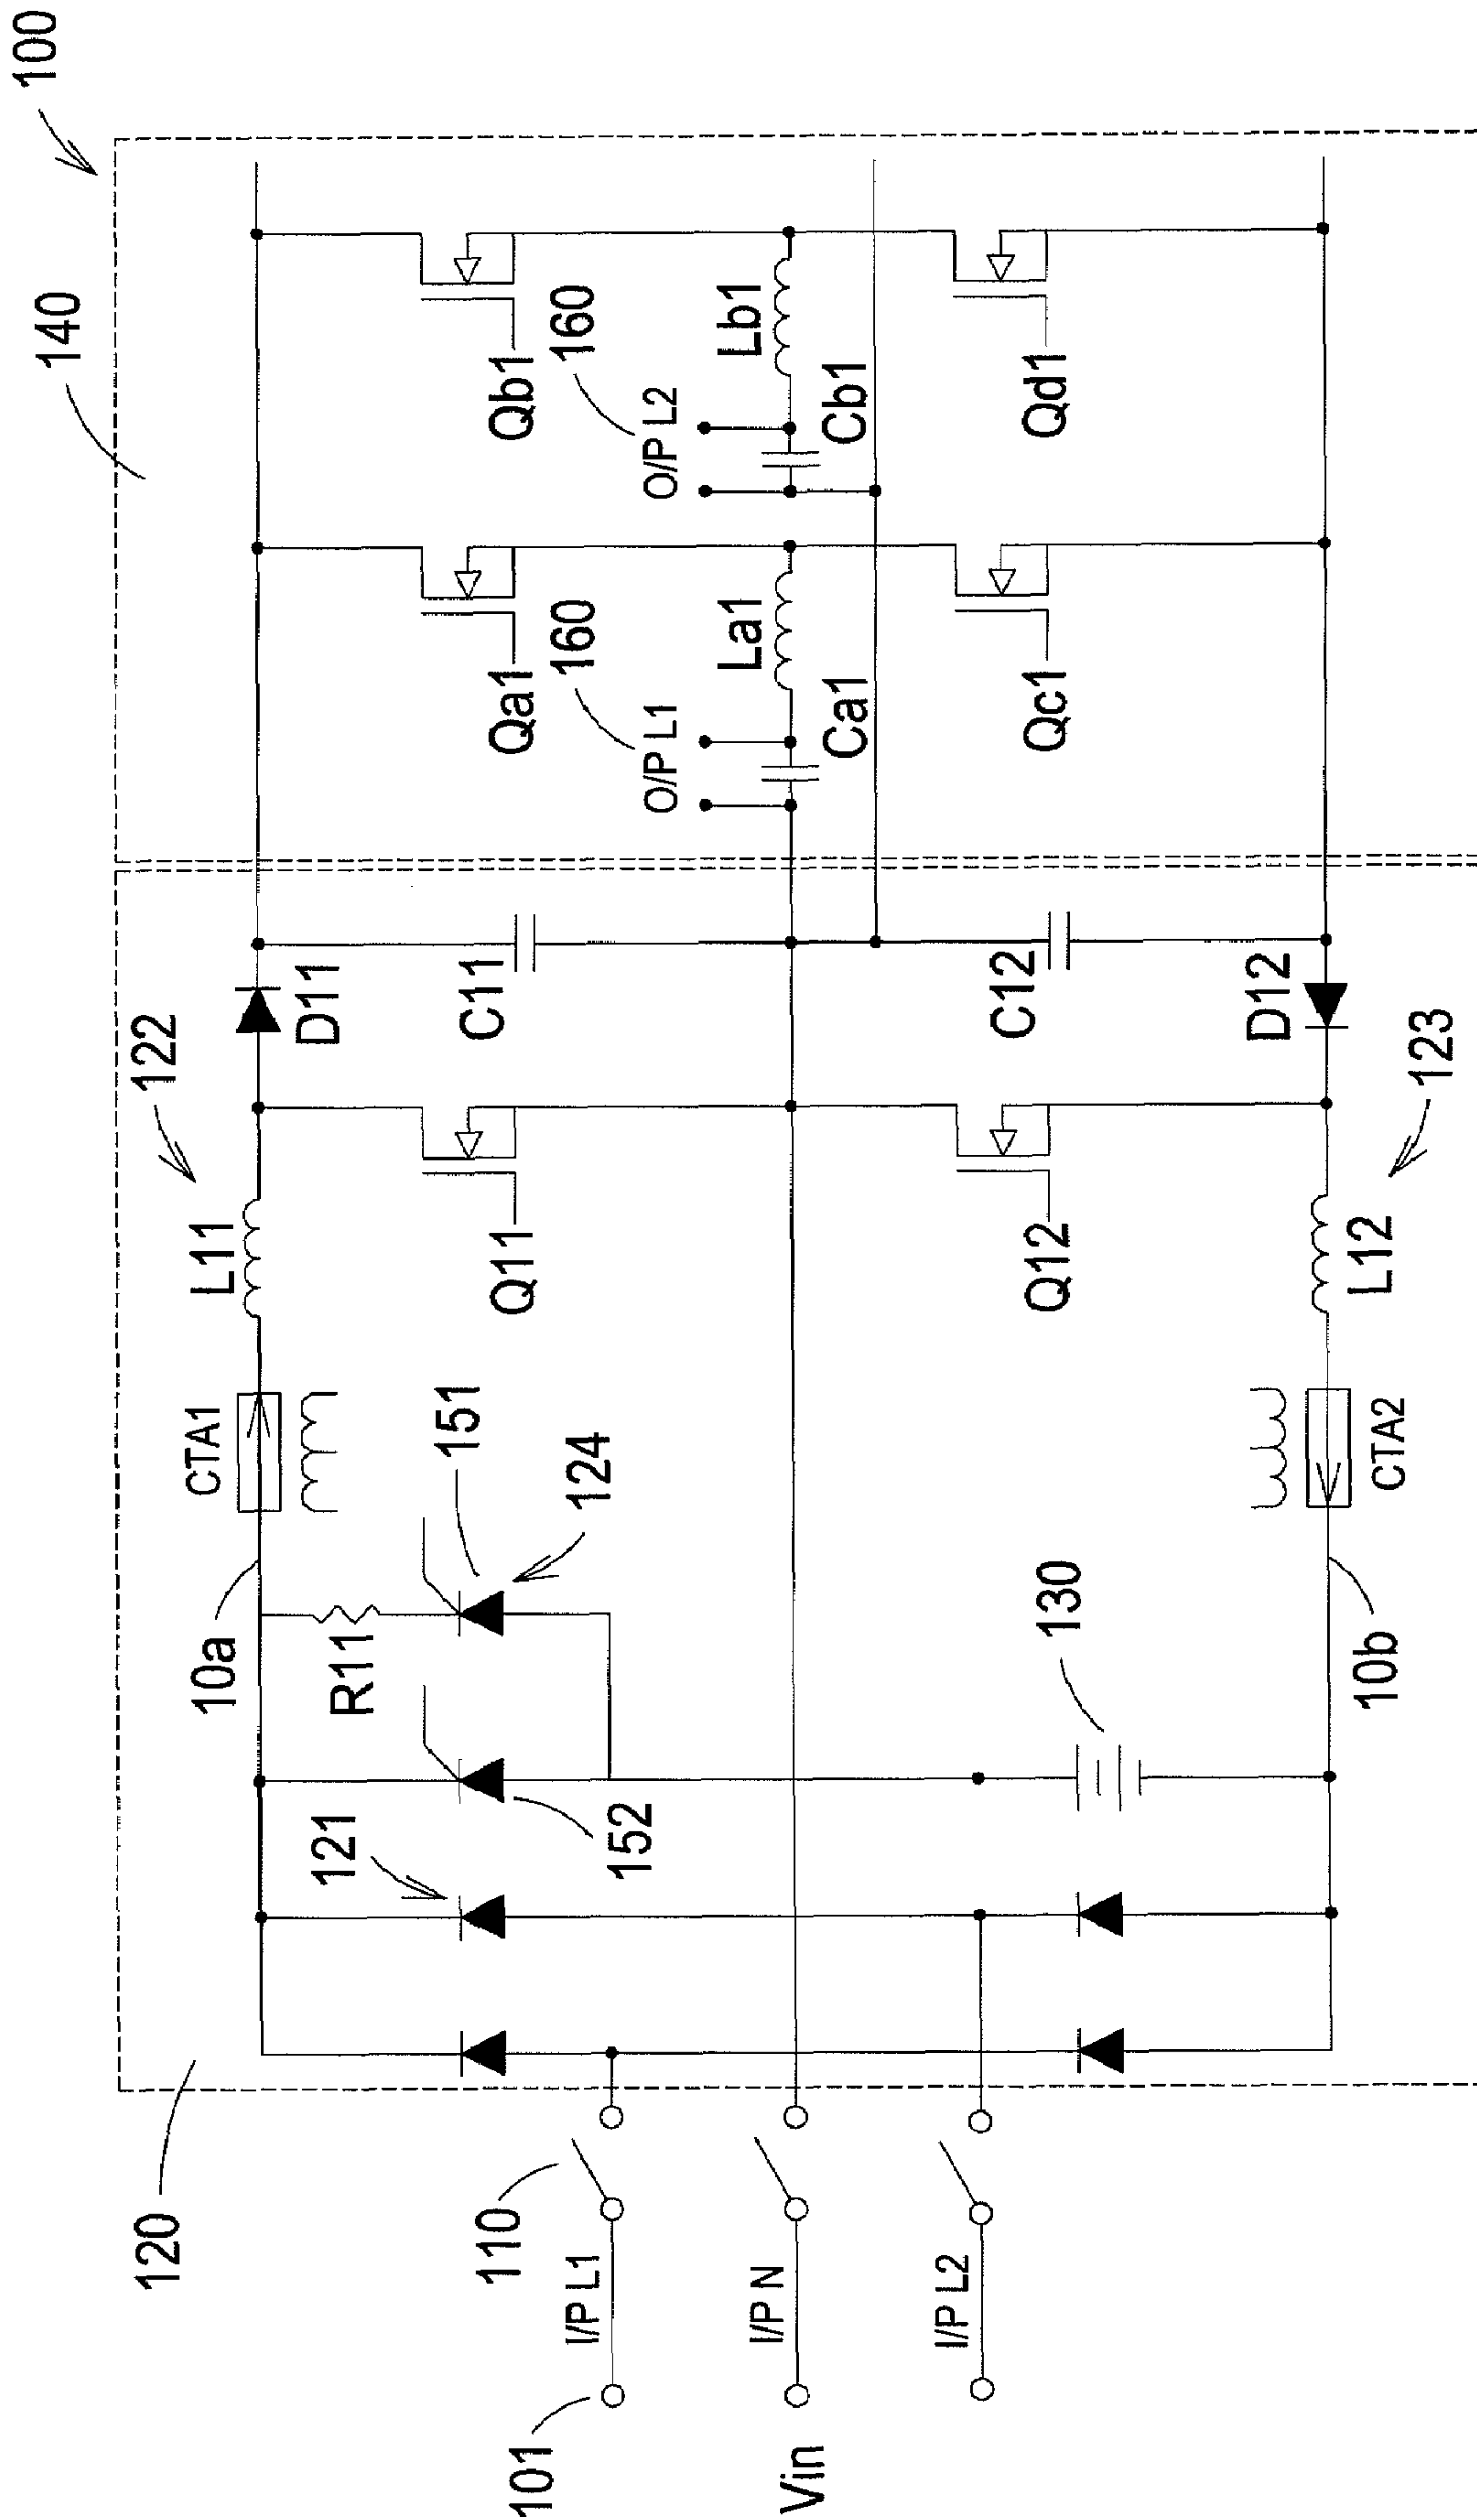 100
140
120
122
L11
D11
CTA1
10a
R11
151
124
121
152
Q11
C11
Qa1
Qb1
160
160
O/P L1
O/P L2
La1
Lb1
Ca1
Cb1
110
101
I/P L1
I/P N
I/P L2
Vin
130
Q12
C12
Qc1
Qd1
D12
123
L12
CTA2
10b